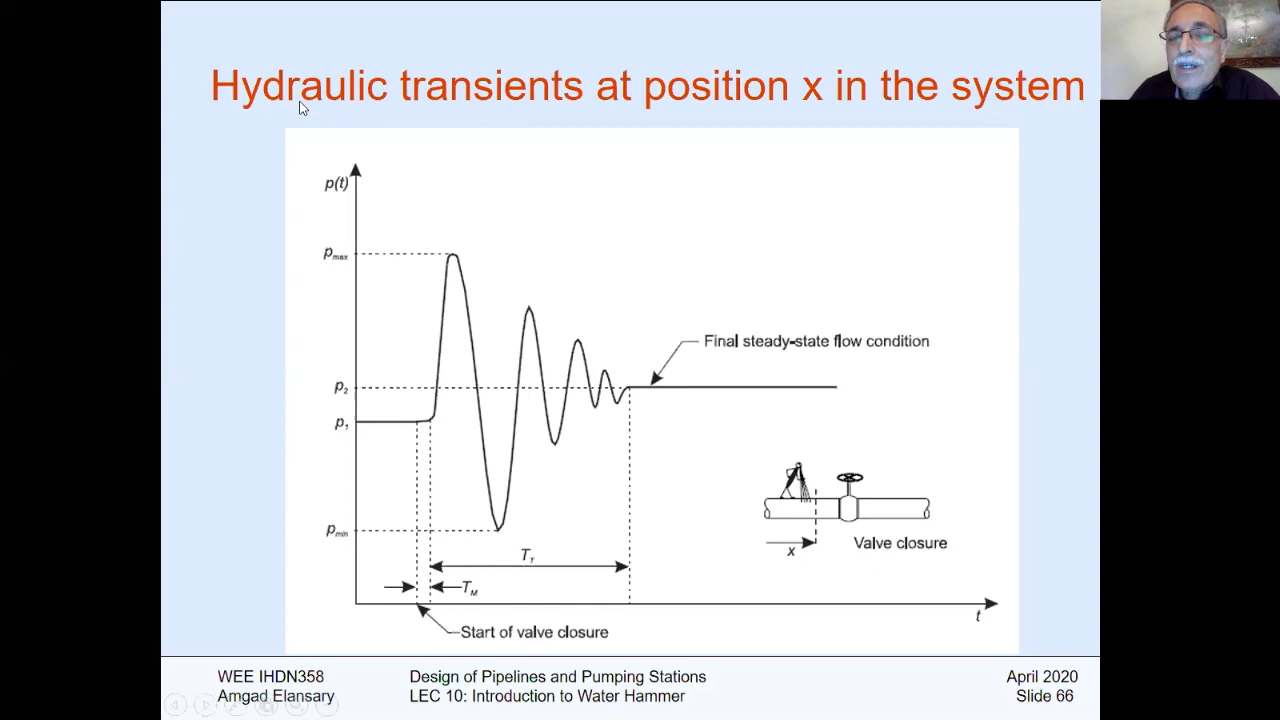 Hydraulic transients at position x in the system
p(t)
pmax
Final steady-state flow condition
p2
p1
pmin
TT
x
Valve closure
TM
t
Start of valve closure
WEE IHDN358
Design of Pipelines and Pumping Stations
April 2020
Amgad Elansary
LEC 10: Introduction to Water Hammer
Slide 66